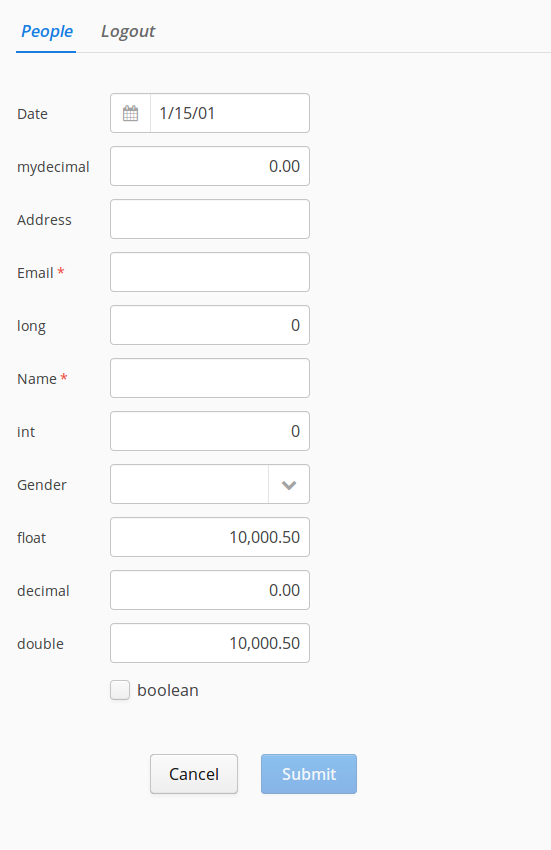 People Logout
Date 1/15/01
mydecimal 0.00
Address
Email *
long 0
Name *
int 0
Gender
float 10,000.50
decimal 0.00
double 10,000.50
boolean
Cancel Submit